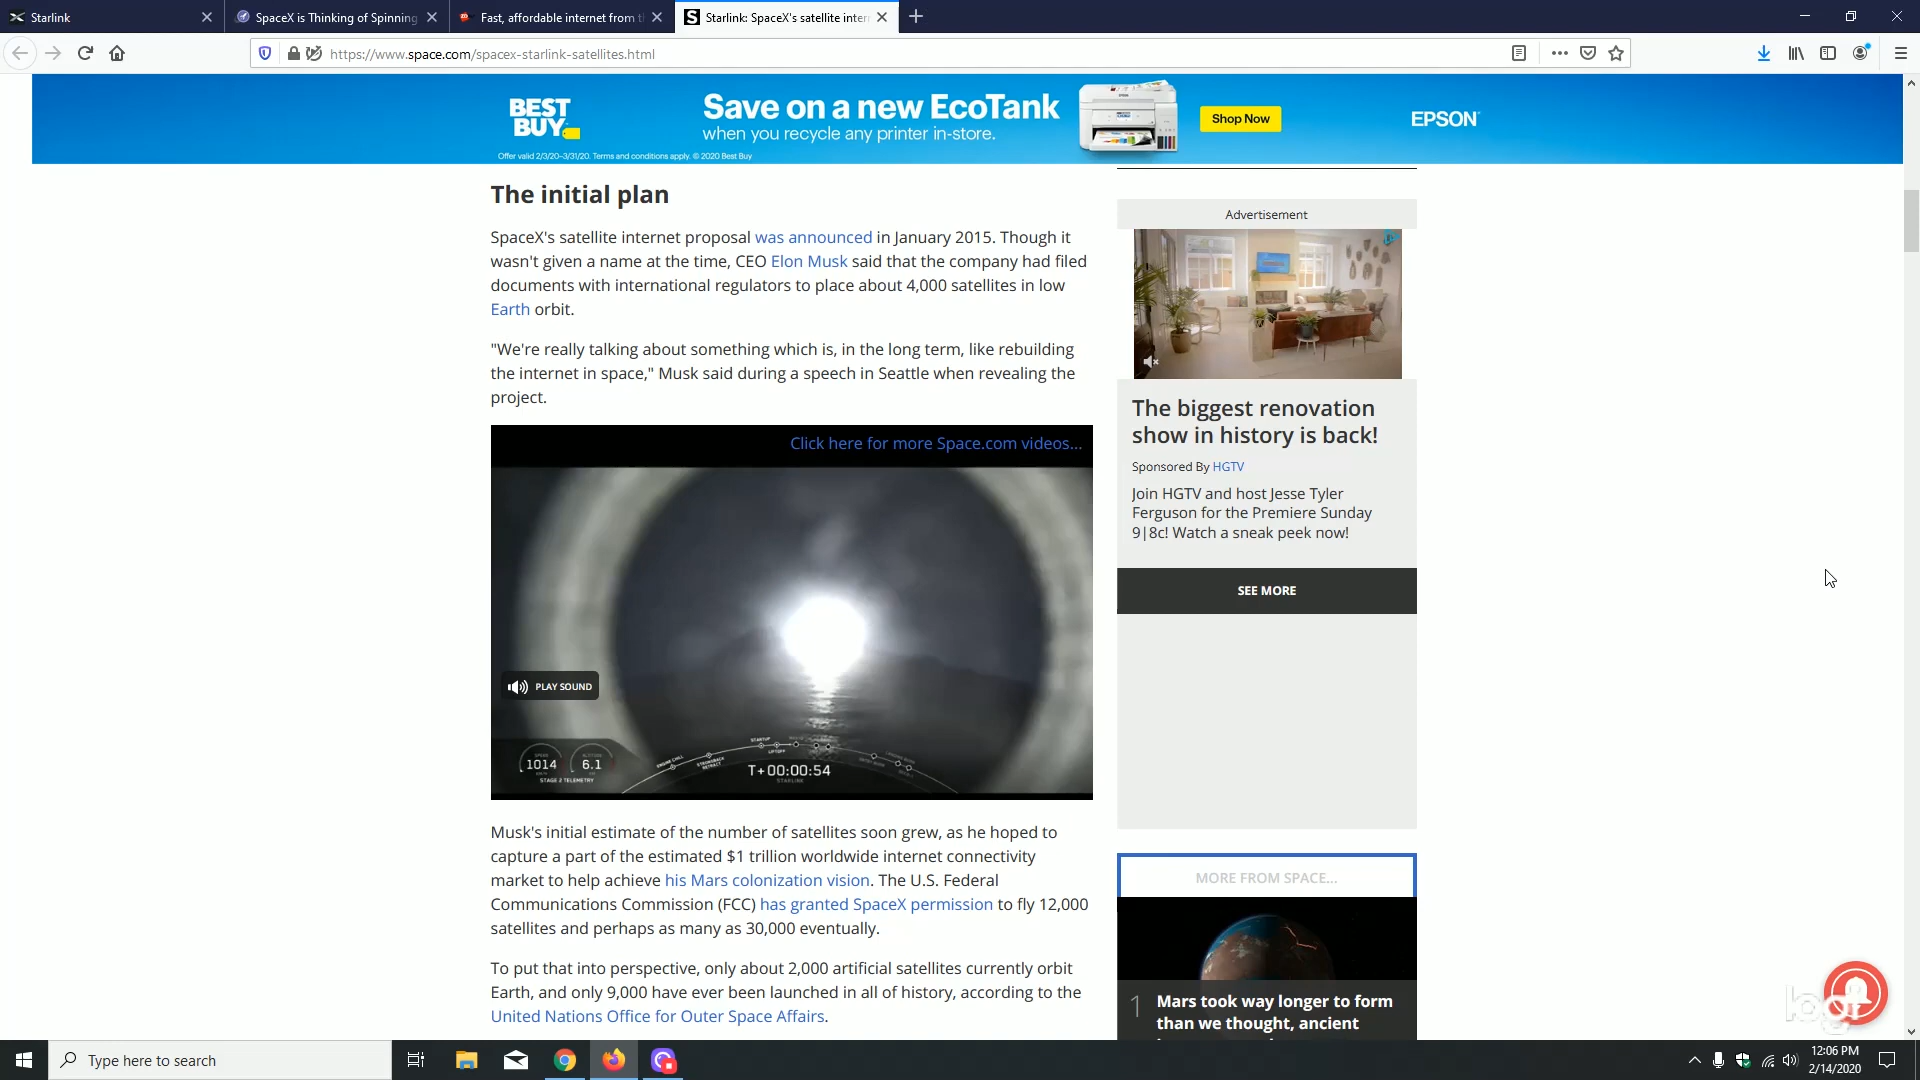 Starlink
SpaceX is Thinking of Spinning
Fast, affordable internet from t
Starlink: SpaceX's satellite inter
https://www.space.com/spacex-starlink-satellites.html
BEST
BUY
Save on a new EcoTank
when you recycle any printer in-store.
Shop Now
EPSON
Offer valid 2/3/20-3/31/20. Terms and conditions apply. © 2020 Best Buy
The initial plan
SpaceX's satellite internet proposal was announced in January 2015. Though it
wasn't given a name at the time, CEO Elon Musk said that the company had filed
documents with international regulators to place about 4,000 satellites in low
Earth orbit.
"We're really talking about something which is, in the long term, like rebuilding
the internet in space," Musk said during a speech in Seattle when revealing the
project.
Click here for more Space.com videos...
PLAY SOUND
SPEED
1014
ALTITUDE
6.1
STAGE 2 TELEMETRY
ENGINE CHILL
STRONGBACK
RETRACT
STARTUP
LIFTOFF
T+00:00:54
STARLINK
Musk's initial estimate of the number of satellites soon grew, as he hoped to
capture a part of the estimated $1 trillion worldwide internet connectivity
market to help achieve his Mars colonization vision. The U.S. Federal
Communications Commission (FCC) has granted SpaceX permission to fly 12,000
satellites and perhaps as many as 30,000 eventually.
To put that into perspective, only about 2,000 artificial satellites currently orbit
Earth, and only 9,000 have ever been launched in all of history, according to the
United Nations Office for Outer Space Affairs.
Advertisement
The biggest renovation
show in history is back!
Sponsored By HGTV
Join HGTV and host Jesse Tyler
Ferguson for the Premiere Sunday
9|8c! Watch a sneak peek now!
SEE MORE
MORE FROM SPACE...
1 Mars took way longer to form
than we thought, ancient
Type here to search
12:06 PM
2/14/2020